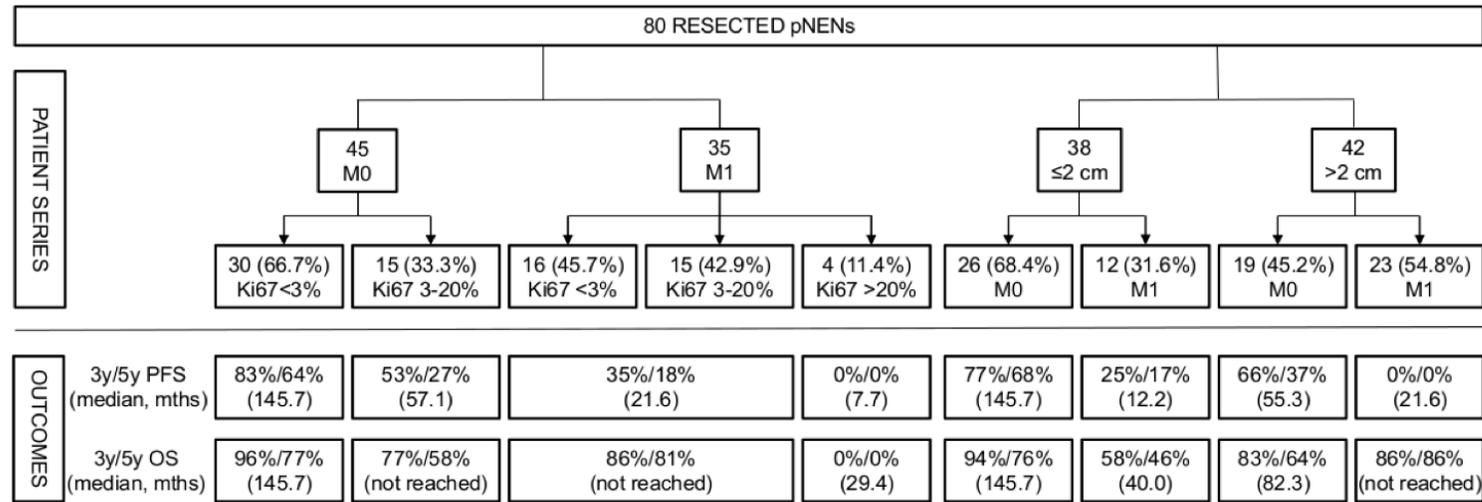 80 RESECTED pNENs
PATIENT SERIES
45
M0
35
M1
38
≤2 cm
42
>2 cm
30 (66.7%)
Ki67<3%
15 (33.3%)
Ki67 3-20%
16 (45.7%)
Ki67 <3%
15 (42.9%)
Ki67 3-20%
4 (11.4%)
Ki67 >20%
26 (68.4%)
M0
12 (31.6%)
M1
19 (45.2%)
M0
23 (54.8%)
M1
OUTCOMES
3y/5y PFS
(median, mths)
83%/64%
(145.7)
53%/27%
(57.1)
35%/18%
(21.6)
0%/0%
(7.7)
77%/68%
(145.7)
25%/17%
(12.2)
66%/37%
(55.3)
0%/0%
(21.6)
3y/5y OS
(median, mths)
96%/77%
(145.7)
77%/58%
(not reached)
86%/81%
(not reached)
0%/0%
(29.4)
94%/76%
(145.7)
58%/46%
(40.0)
83%/64%
(82.3)
86%/86%
(not reached)